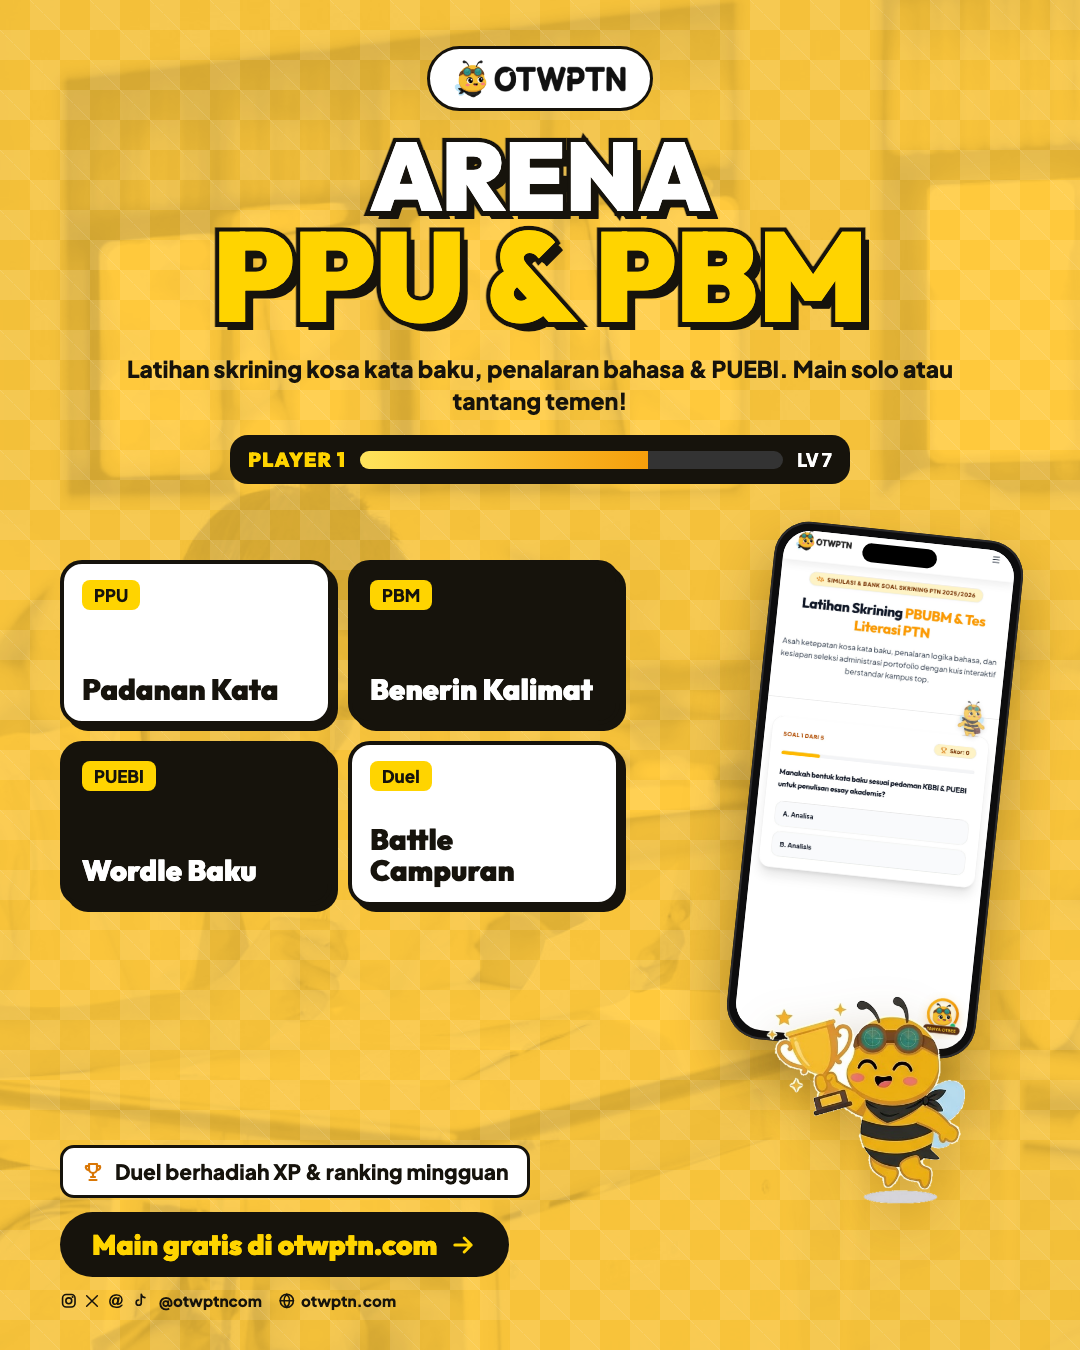 OTWPTN
ARENA
PPU & PBM
Latihan skrining kosa kata baku, penalaran bahasa & PUEBI. Main solo atau
tantang temen!
PLAYER 1
LV 7
PPU
Padanan Kata
PBM
Benerin Kalimat
PUEBI
Wordle Baku
Duel
Battle
Campuran
OTWPTN
SIMULASI & BANK SOAL SKRINING PTN 2025/2026
Latihan Skrining PBUBM & Tes
Literasi PTN
Asah ketepatan kosa kata baku, penalaran logika bahasa, dan
kesiapan seleksi administrasi portofolio dengan kuis interaktif
berstandar kampus top.
SOAL 1 DARI 5
Skor: 0
Manakah bentuk kata baku sesuai pedoman KBBI & PUEBI
untuk penulisan esay akademis?
A. Analisa
B. Analisis
Duel berhadiah XP & ranking mingguan
Main gratis di otwptn.com
@otwptncom otwptn.com